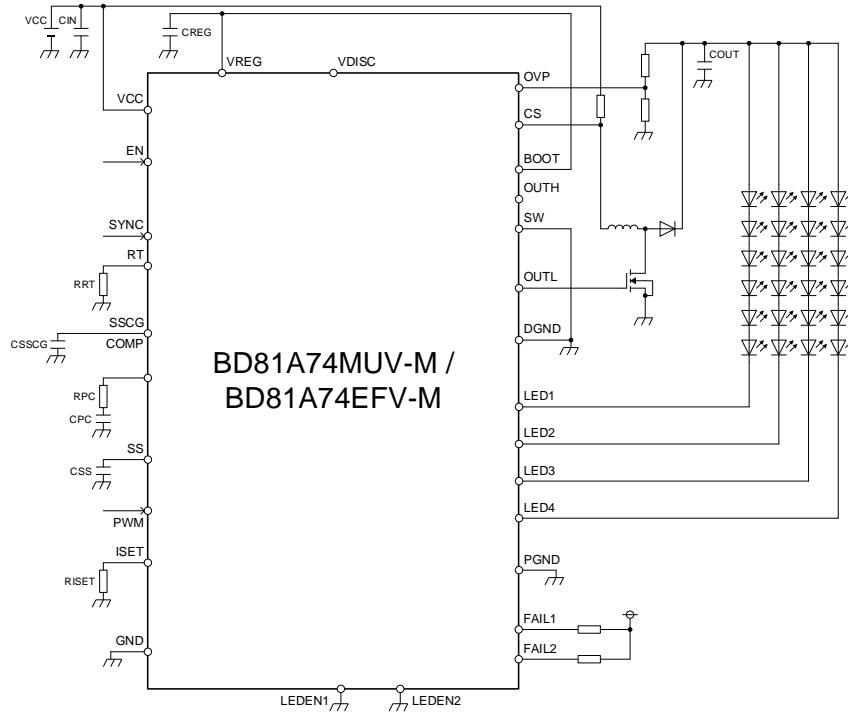 VCC CIN
CREG
VREG
VDISC
OVP
COUT
VCC
CS
EN
BOOT
OUTH
SYNC
SW
RT
RRT
OUTL
SSCG
CSSCG
COMP
DGND
BD81A74MUV-M /
BD81A74EFV-M
RPC
CPC
LED1
SS
LED2
CSS
LED3
PWM
LED4
ISET
PGND
RISET
FAIL1
GND
FAIL2
LEDEN1
LEDEN2